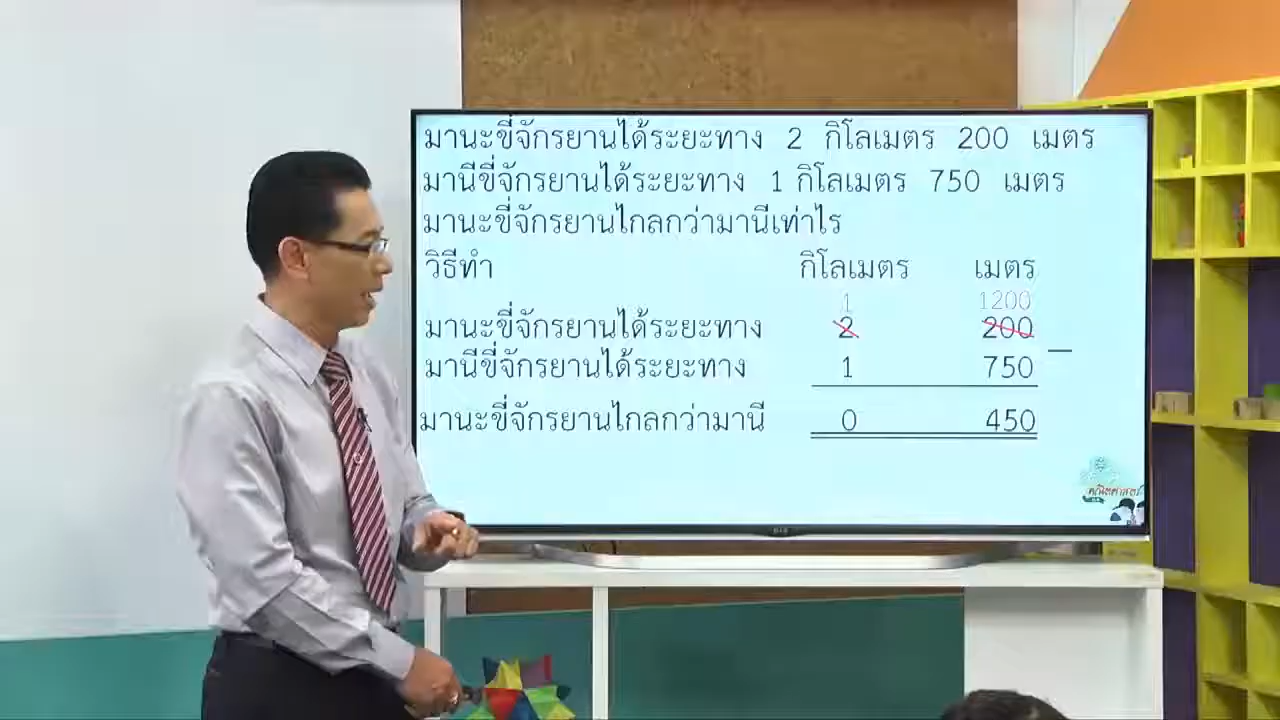 มานะขี่จักรยานได้ระยะทาง 2 กิโลเมตร 200 เมตร
มานีขี่จักรยานได้ระยะทาง 1 กิโลเมตร 750 เมตร
มานะขี่จักรยานไกลกว่ามานีเท่าไร
วิธีทำ กิโลเมตร เมตร
1 1200
มานะขี่จักรยานได้ระยะทาง 2 200
มานีขี่จักรยานได้ระยะทาง 1 750
มานะขี่จักรยานไกลกว่ามานี 0 450
คณิตศาสตร์